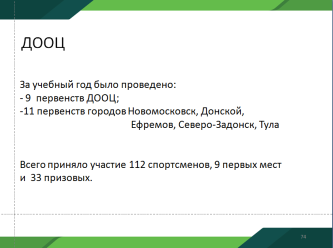 ДООЦ
За учебный год было проведено:
- 9 первенств ДООЦ;
-11 первенств городов Новомосковск, Донской,
Ефремов, Северо-Задонск, Тула
Всего приняло участие 112 спортсменов, 9 первых мест
и 33 призовых.